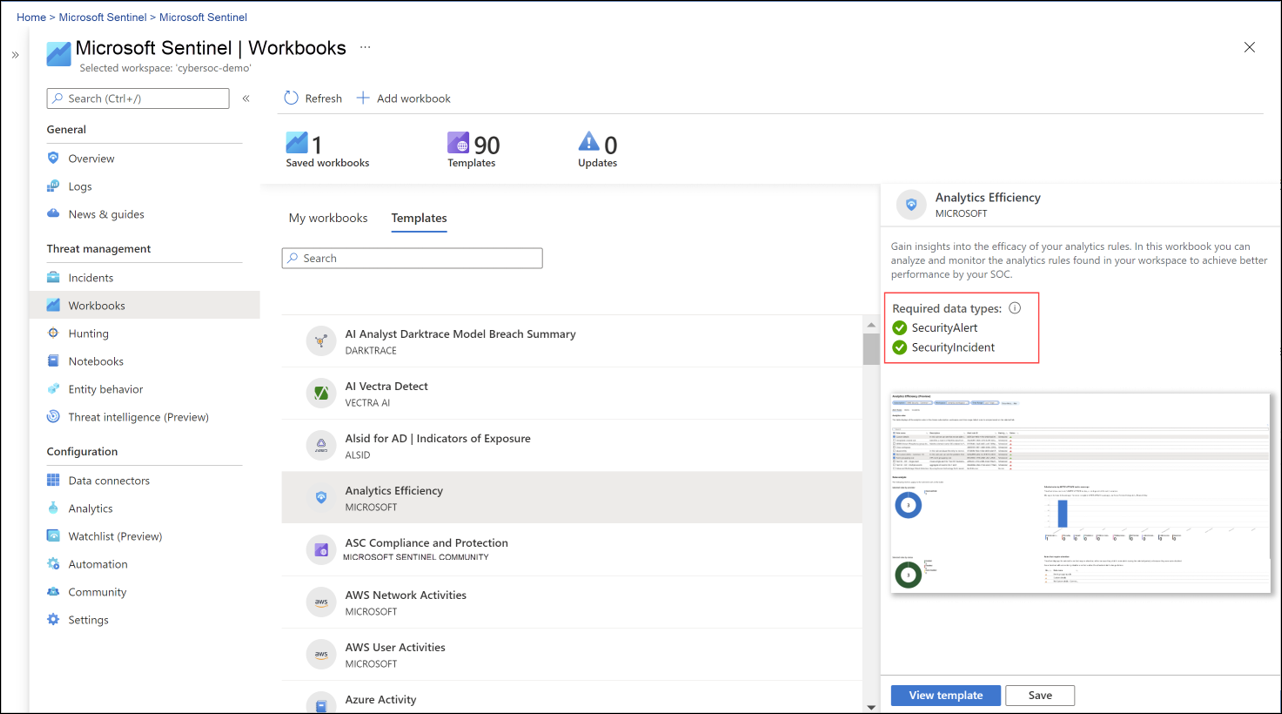 Home > Microsoft Sentinel > Microsoft Sentinel
Microsoft Sentinel | Workbooks ...
Selected workspace: 'cybersoc-demo'
Search (Ctrl+/)
General
Overview
Logs
News & guides
Threat management
Incidents
Workbooks
Hunting
Notebooks
Entity behavior
Threat intelligence (Preview)
Configuration
Data connectors
Analytics
Watchlist (Preview)
Automation
Community
Settings
Refresh
Add workbook
1
Saved workbooks
90
Templates
0
Updates
My workbooks
Templates
Search
AI Analyst Darktrace Model Breach Summary
DARKTRACE
AI Vectra Detect
VECTRA AI
Alsid for AD | Indicators of Exposure
ALSID
Analytics Efficiency
MICROSOFT
ASC Compliance and Protection
MICROSOFT SENTINEL COMMUNITY
aws
AWS Network Activities
MICROSOFT
aws
AWS User Activities
MICROSOFT
Azure Activity
Analytics Efficiency
MICROSOFT
Gain insights into the efficacy of your analytics rules. In this workbook you can
analyze and monitor the analytics rules found in your workspace to achieve better
performance by your SOC.
Required data types:
SecurityAlert
SecurityIncident
Analytics Efficiency (Preview)
View template
Save